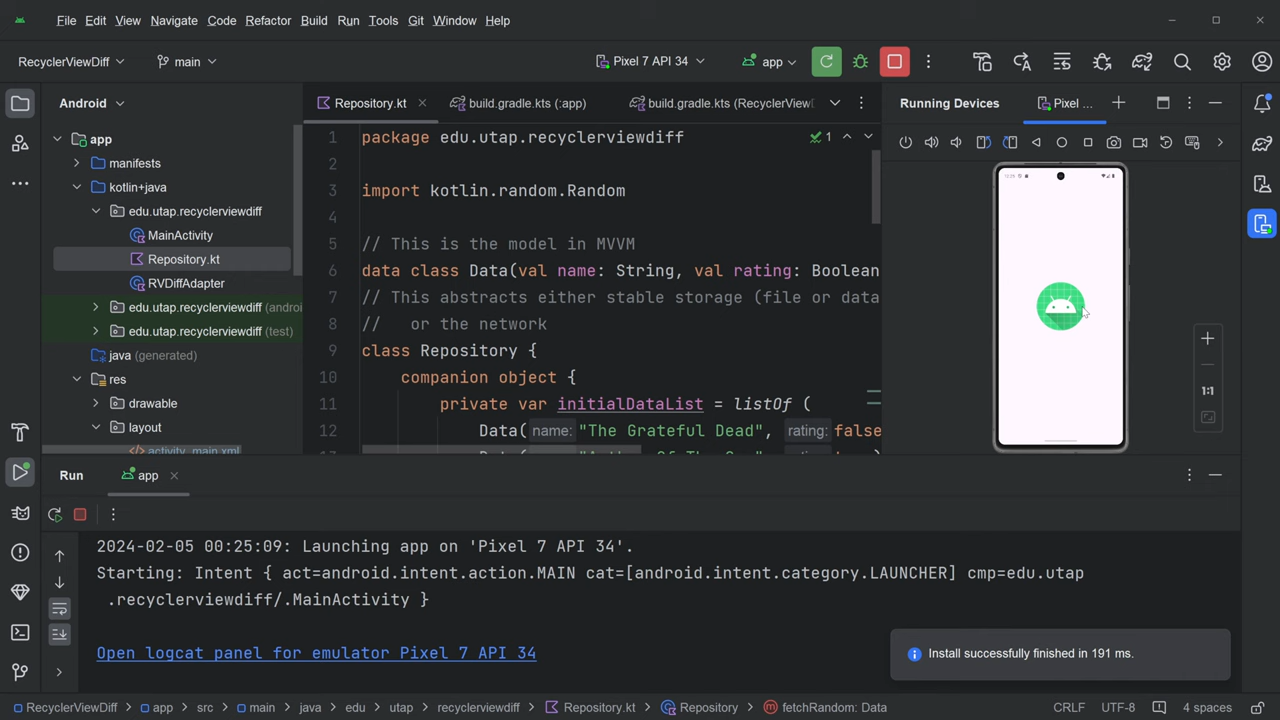 File Edit View Navigate Code Refactor Build Run Tools Git Window Help
RecyclerViewDiff main Pixel 7 API 34 app
Android Repository.kt build.gradle.kts (:app) build.gradle.kts (RecyclerView Running Devices Pixel ...
app
manifests
kotlin+java
edu.utap.recyclerviewdiff
MainActivity
Repository.kt
RVDiffAdapter
edu.utap.recyclerviewdiff (andro
edu.utap.recyclerviewdiff (test)
java (generated)
res
drawable
layout
activity_main.xml
1 package edu.utap.recyclerviewdiff
2
3 import kotlin.random.Random
4
5 // This is the model in MVVM
6 data class Data(val name: String, val rating: Boolean
7 // This abstracts either stable storage (file or data
8 // or the network
9 class Repository {
10 companion object {
11 private var initialDataList = listOf (
12 Data( name: "The Grateful Dead", rating: false
1
1:1
Run app
2024-02-05 00:25:09: Launching app on 'Pixel 7 API 34'.
Starting: Intent { act=android.intent.action.MAIN cat=[android.intent.category.LAUNCHER] cmp=edu.utap
.recyclerviewdiff/.MainActivity }
Open logcat panel for emulator Pixel 7 API 34
Install successfully finished in 191 ms.
RecyclerViewDiff app src main java edu utap recyclerviewdiff Repository.kt Repository fetchRandom: Data CRLF UTF-8 4 spaces